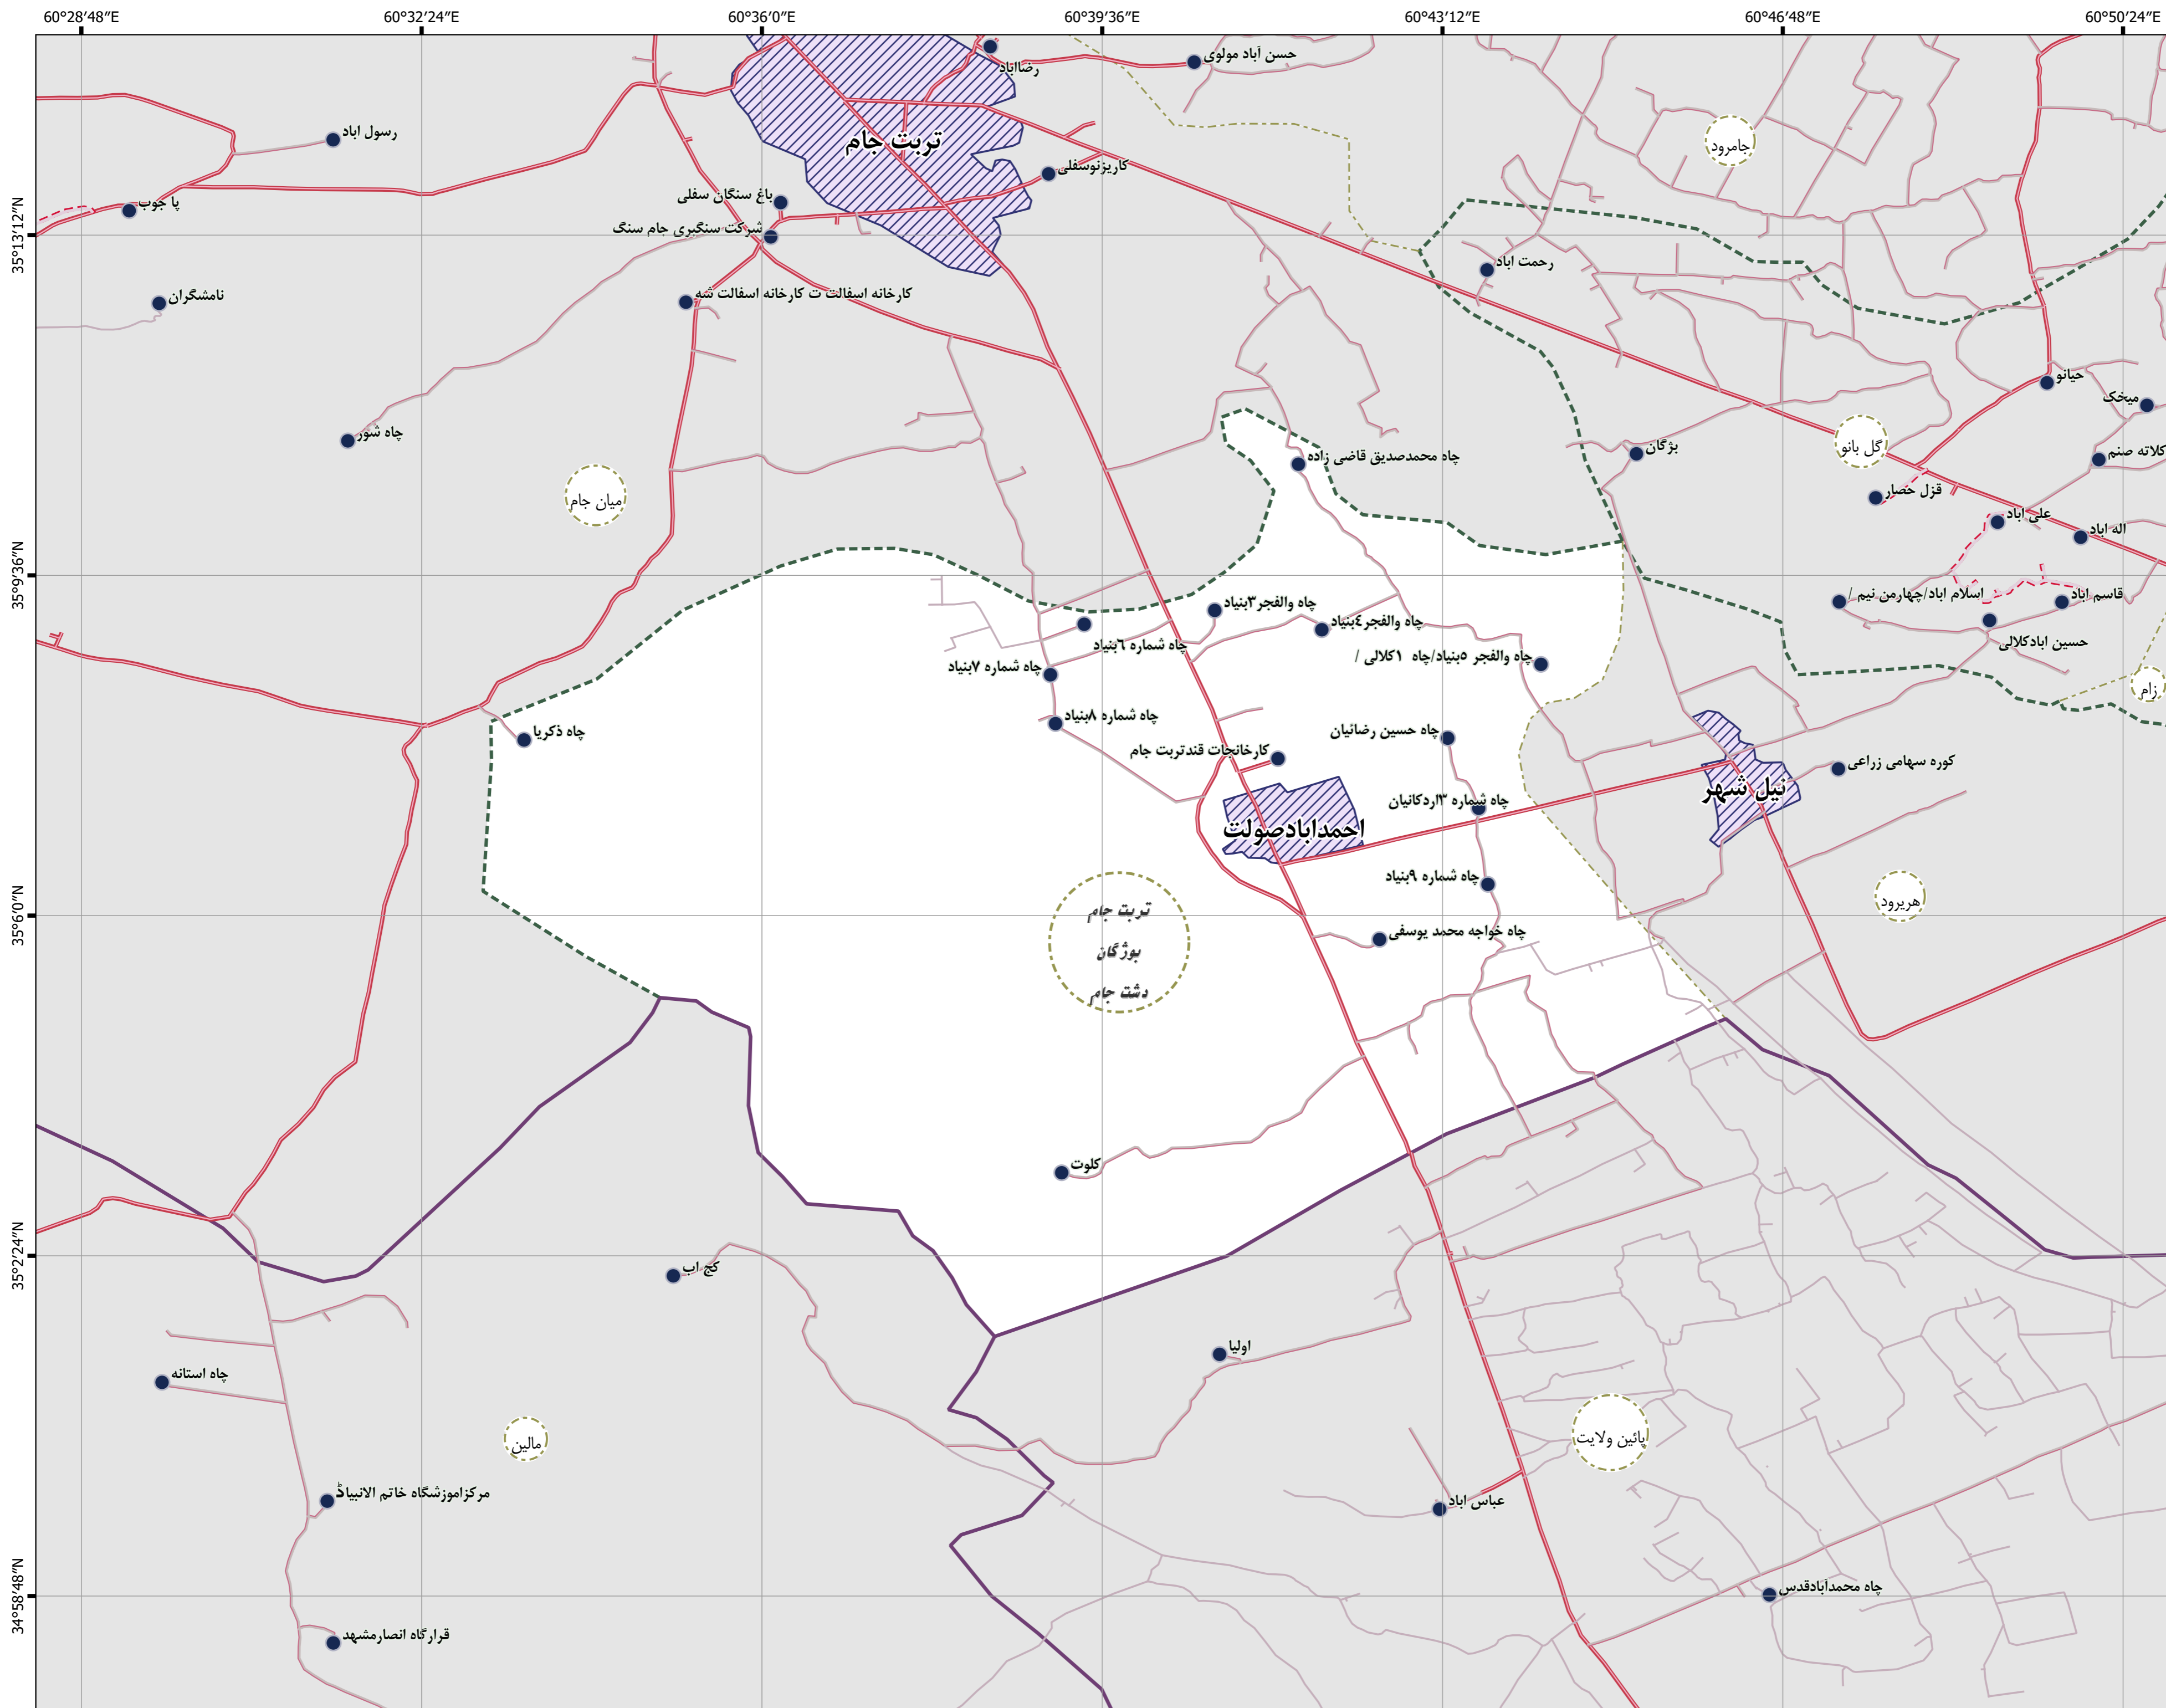 60°28'48"E
60°32'24"E
60°36'0"E
60°39'36"E
60°43'12"E
60°46'48"E
60°50'24"E
حسن آباد مولوی
رضااباد
رسول اباد
تربت جام
جامرود
کاریزنوسفلی
باغ سنگان سفلی
پا جوب
شرکت سنگبری جام سنگ
35°13'12"N
رحمت اباد
نامشگران
کارخانه اسفالت ت کارخانه اسفالت شه
حیانو
میخک
چاه شور
گل بانو
بژگان
کلاته صنم
چاه محمدصدیق قاضی زاده
میان جام
قزل حصار
علی اباد
اله اباد
35°9'36"N
اسلام اباد/چهارمن نیم /
قاسم اباد
چاه والفجر۳بنیاد
چاه والفجر٤بنیاد
حسین ابادکلالی
چاه شماره ٦بنیاد
چاه والفجر ٥بنیاد/چاه ۱کلالی /
چاه شماره ۷بنیاد
زام
چاه شماره ۸بنیاد
چاه ذکریا
چاه حسین رضائیان
کارخانجات قندتربت جام
کوره سهامی زراعی
نیل شهر
چاه شماره ۳اردکانیان
احمدابادصولت
چاه شماره ۹بنیاد
هریرود
35°6'0"N
تربت جام
بوژگان
دشت جام
چاه خواجه محمد یوسفی
کلوت
35°2'24"N
کج اب
اولیا
چاه استانه
مالین
پائین ولایت
مرکزاموزشگاه خاتم الانبیاڈ
عباس اباد
34°58'48"N
چاه محمدآبادقدس
قرارگاه انصارمشهد